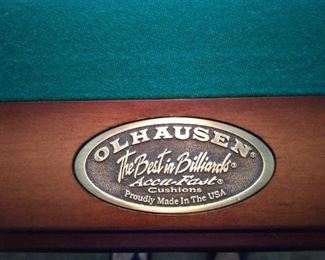 OLHAUSEN®
The Best in Billiards®
Accu-Fast®
Cushions
Proudly Made In The USA